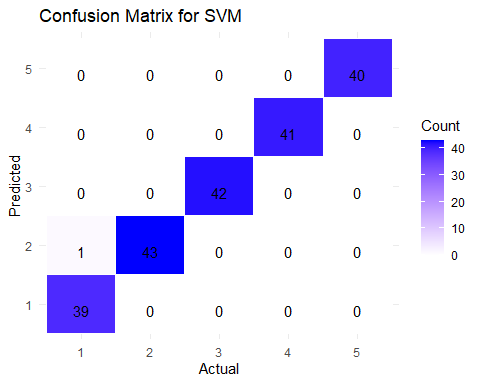 Confusion Matrix for SVM
Predicted
5 0 0 0 0 40
4 0 0 0 41 0
3 0 0 42 0 0
2 1 43 0 0 0
1 39 0 0 0 0
1 2 3 4 5
Actual
Count
40
30
20
10
0